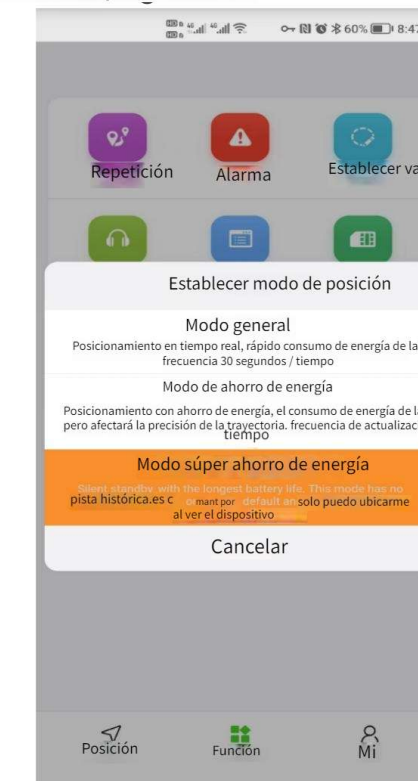 60% 8:47
Repetición
Alarma
Establecer va
Establecer modo de posición
Modo general
Posicionamiento en tiempo real, rápido consumo de energía de la
frecuencia 30 segundos / tiempo
Modo de ahorro de energía
Posicionamiento con ahorro de energía, el consumo de energía de la
pero afectará la precisión de la trayectoria. frecuencia de actualizac
tiempo
Modo súper ahorro de energía
Silent standby with the longest battery life. This mode has no
pista histórica.es c ormant por default an solo puedo ubicarme
al ver el dispositivo
Cancelar
Posición
Función
Mi